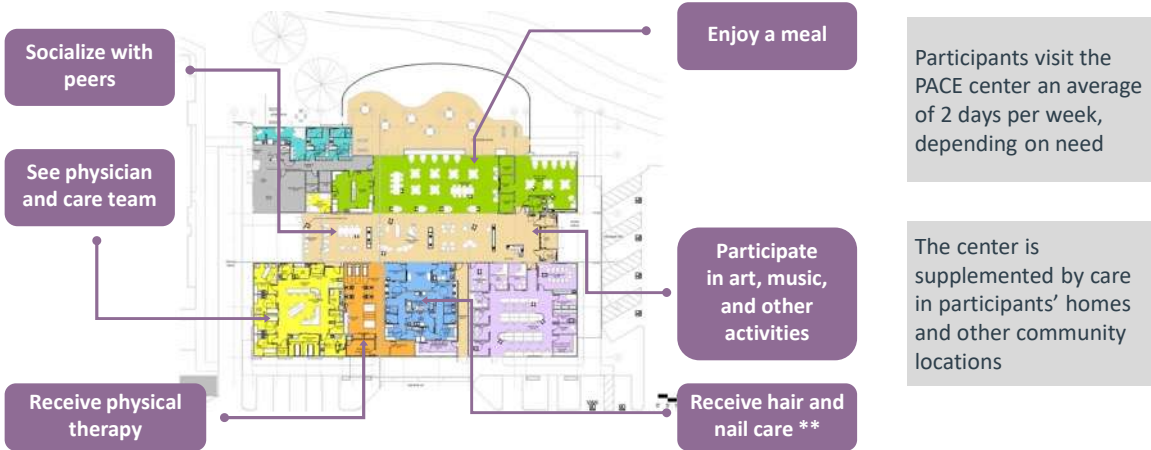 Socialize with
peers
See physician
and care team
Receive physical
therapy
Enjoy a meal
Participate
in art, music,
and other
activities
Receive hair and
nail care **
Participants visit the
PACE center an average
of 2 days per week,
depending on need
The center is
supplemented by care
in participants’ homes
and other community
locations